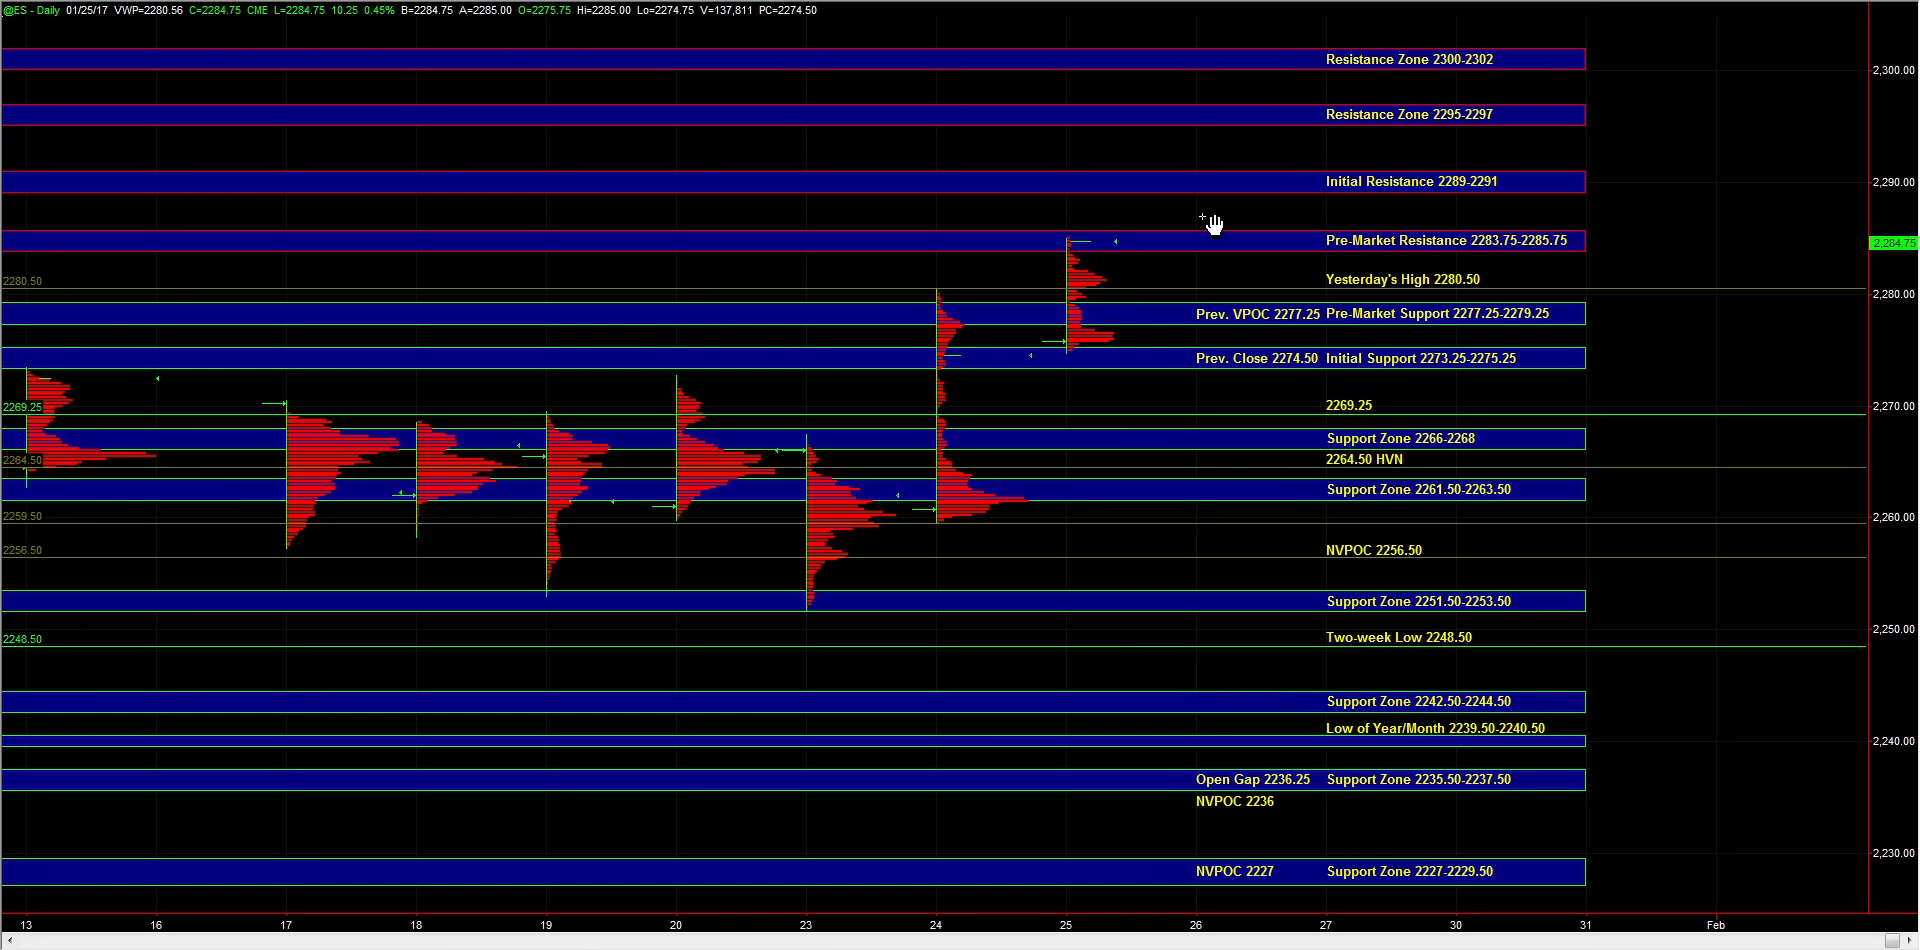 @ES - Daily 01/25/17 VWP=2280.56 C=2284.75 CME L=2284.75 10.25 0.45% B=2284.75 A=2285.00 O=2275.75 Hi=2285.00 Lo=2274.75 V=137,811 PC=2274.50
Resistance Zone 2300-2302
2,300.00
Resistance Zone 2295-2297
Initial Resistance 2289-2291
2,290.00
Pre-Market Resistance 2283.75-2285.75
2,284.75
2280.50
Yesterday's High 2280.50
2,280.00
Prev. VPOC 2277.25 Pre-Market Support 2277.25-2279.25
Prev. Close 2274.50 Initial Support 2273.25-2275.25
2269.25
2269.25
2,270.00
Support Zone 2266-2268
2264.50
2264.50 HVN
Support Zone 2261.50-2263.50
2259.50
2,260.00
2256.50
NVPOC 2256.50
Support Zone 2251.50-2253.50
2,250.00
2248.50
Two-week Low 2248.50
Support Zone 2242.50-2244.50
Low of Year/Month 2239.50-2240.50
2,240.00
Open Gap 2236.25 Support Zone 2235.50-2237.50
NVPOC 2236
2,230.00
NVPOC 2227 Support Zone 2227-2229.50
13 16 17 18 19 20 23 24 25 26 27 30 31 Feb